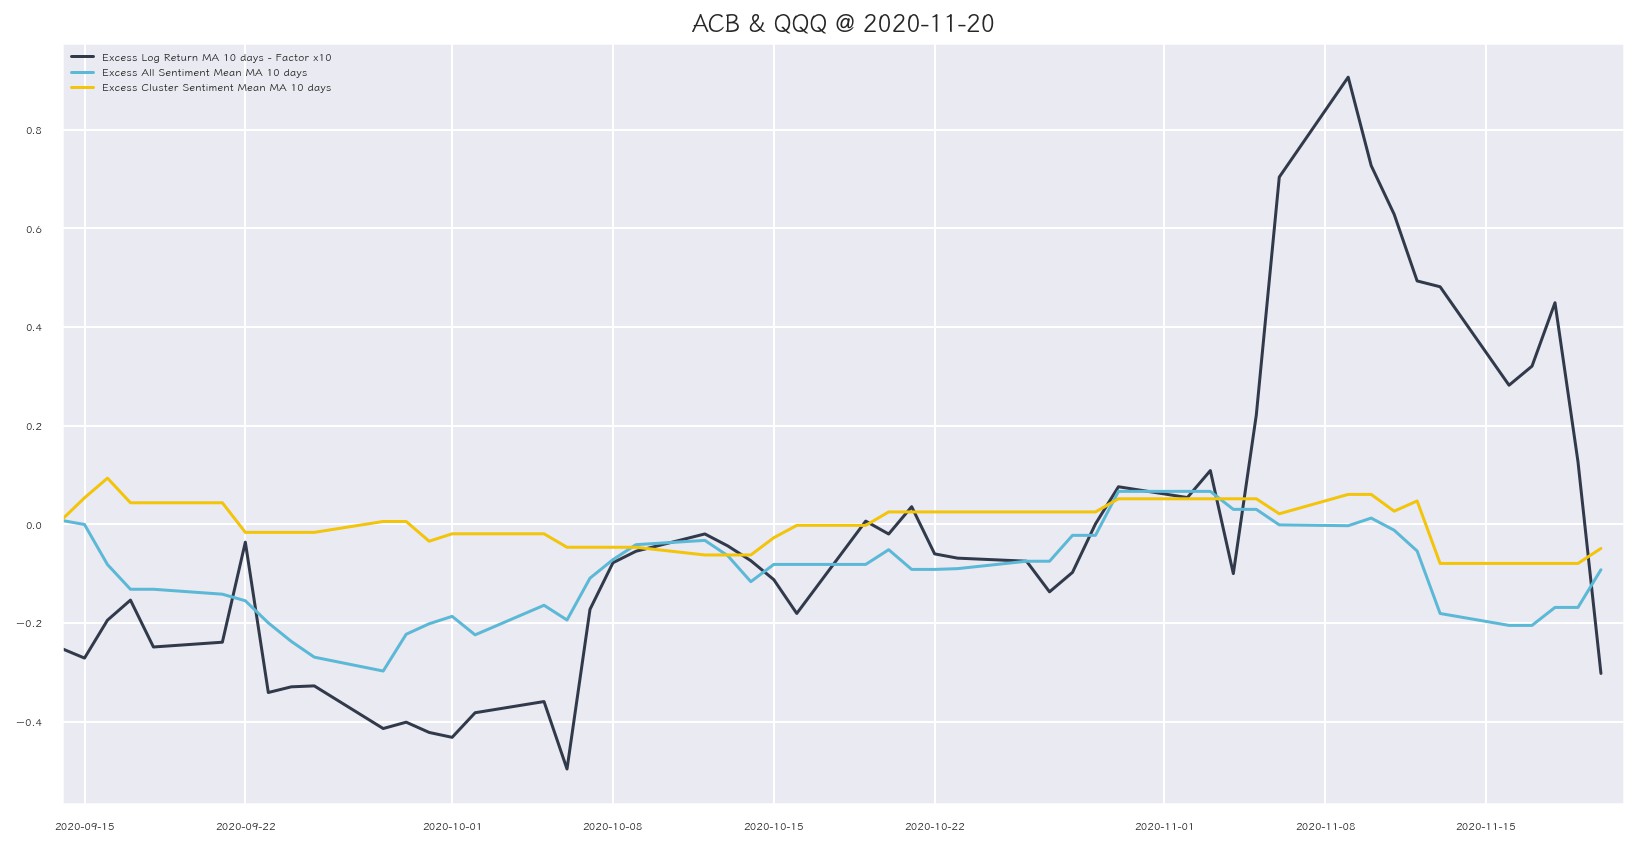 ACB & QQQ @ 2020-11-20
Excess Log Return MA 10 days - Factor x10
Excess All Sentiment Mean MA 10 days
Excess Cluster Sentiment Mean MA 10 days
0.8
0.6
0.4
0.2
0.0
−0.2
−0.4
2020-09-15 2020-09-22 2020-10-01 2020-10-08 2020-10-15 2020-10-22 2020-11-01 2020-11-08 2020-11-15